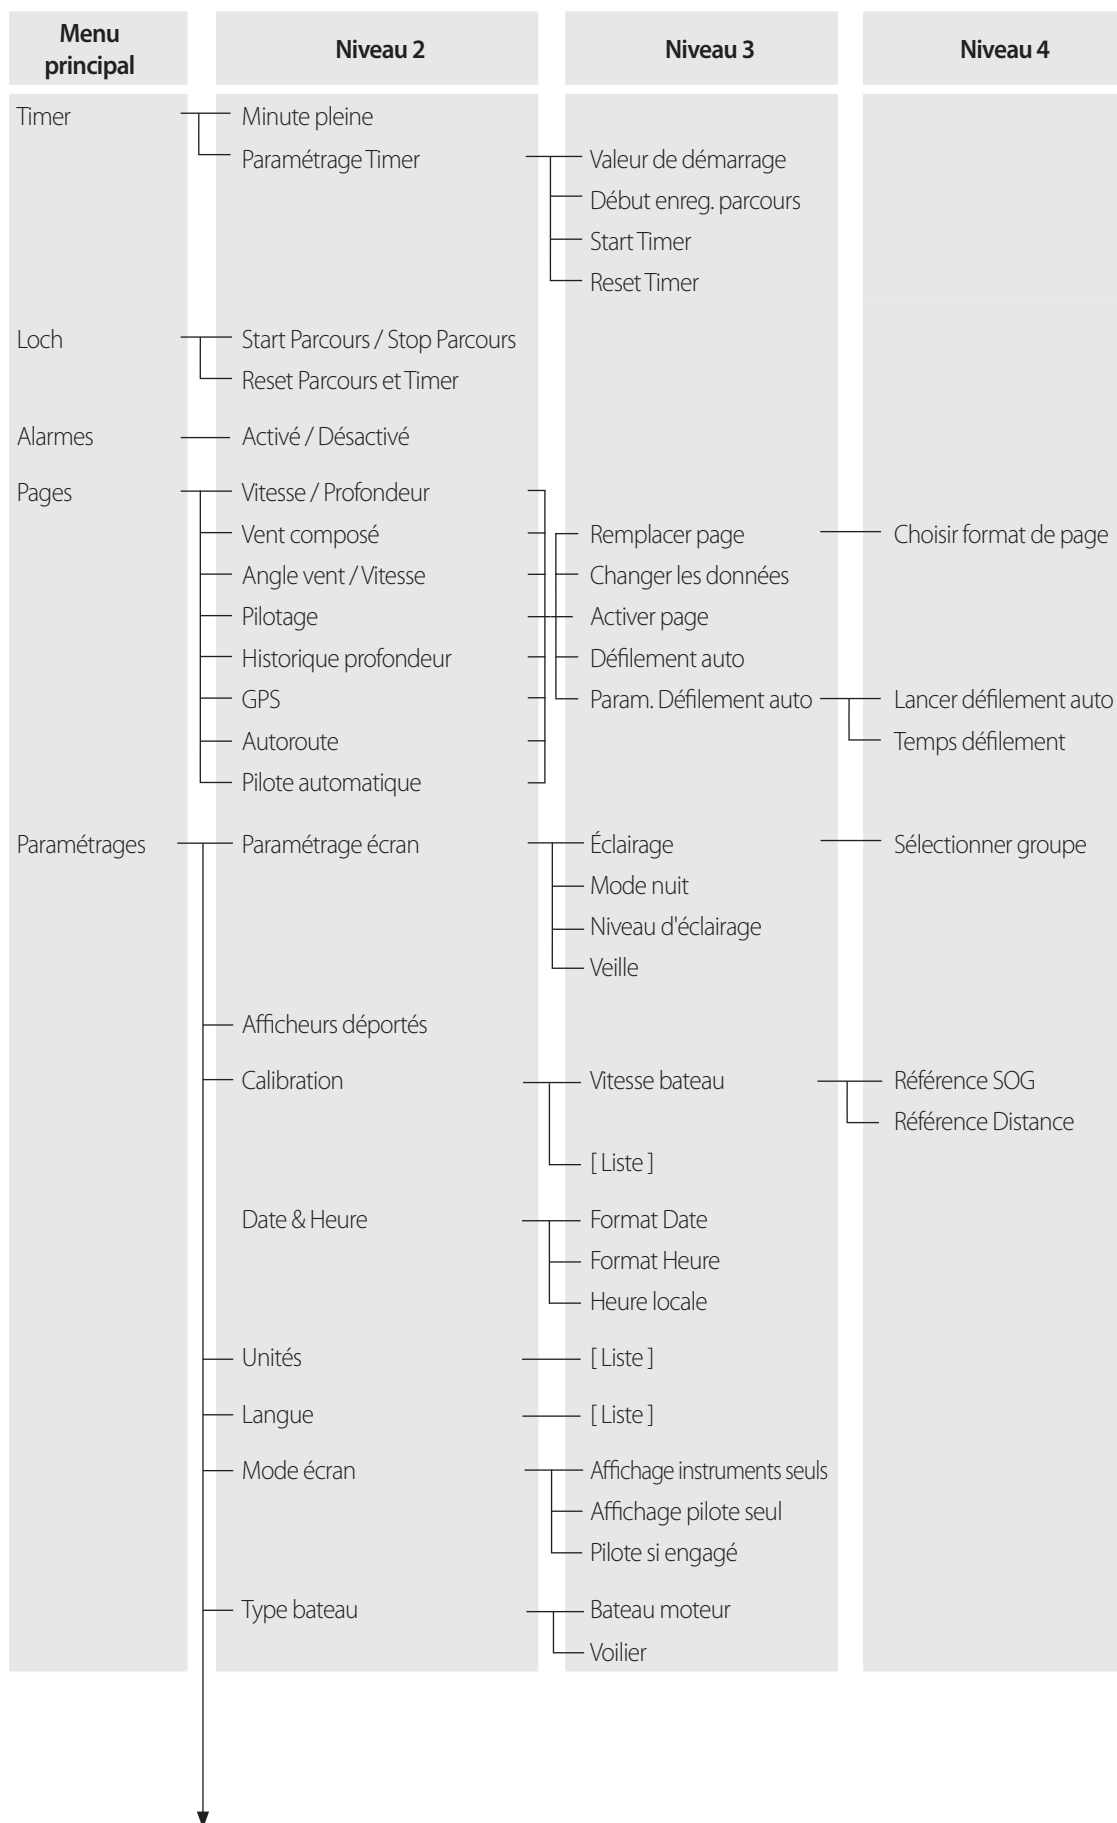 Menu
principal
Niveau 2
Niveau 3
Niveau 4
Timer
Minute pleine
Paramétrage Timer
Valeur de démarrage
Début enreg. parcours
Start Timer
Reset Timer
Loch
Start Parcours / Stop Parcours
Reset Parcours et Timer
Alarmes
Activé / Désactivé
Pages
Vitesse / Profondeur
Vent composé
Remplacer page
Choisir format de page
Angle vent / Vitesse
Changer les données
Pilotage
Activer page
Historique profondeur
Défilement auto
GPS
Param. Défilement auto
Lancer défilement auto
Autoroute
Temps défilement
Pilote automatique
Paramétrages
Paramétrage écran
Éclairage
Sélectionner groupe
Mode nuit
Niveau d'éclairage
Veille
Afficheurs déportés
Calibration
Vitesse bateau
Référence SOG
Référence Distance
[ Liste ]
Date & Heure
Format Date
Format Heure
Heure locale
Unités
[ Liste ]
Langue
[ Liste ]
Mode écran
Affichage instruments seuls
Affichage pilote seul
Pilote si engagé
Type bateau
Bateau moteur
Voilier